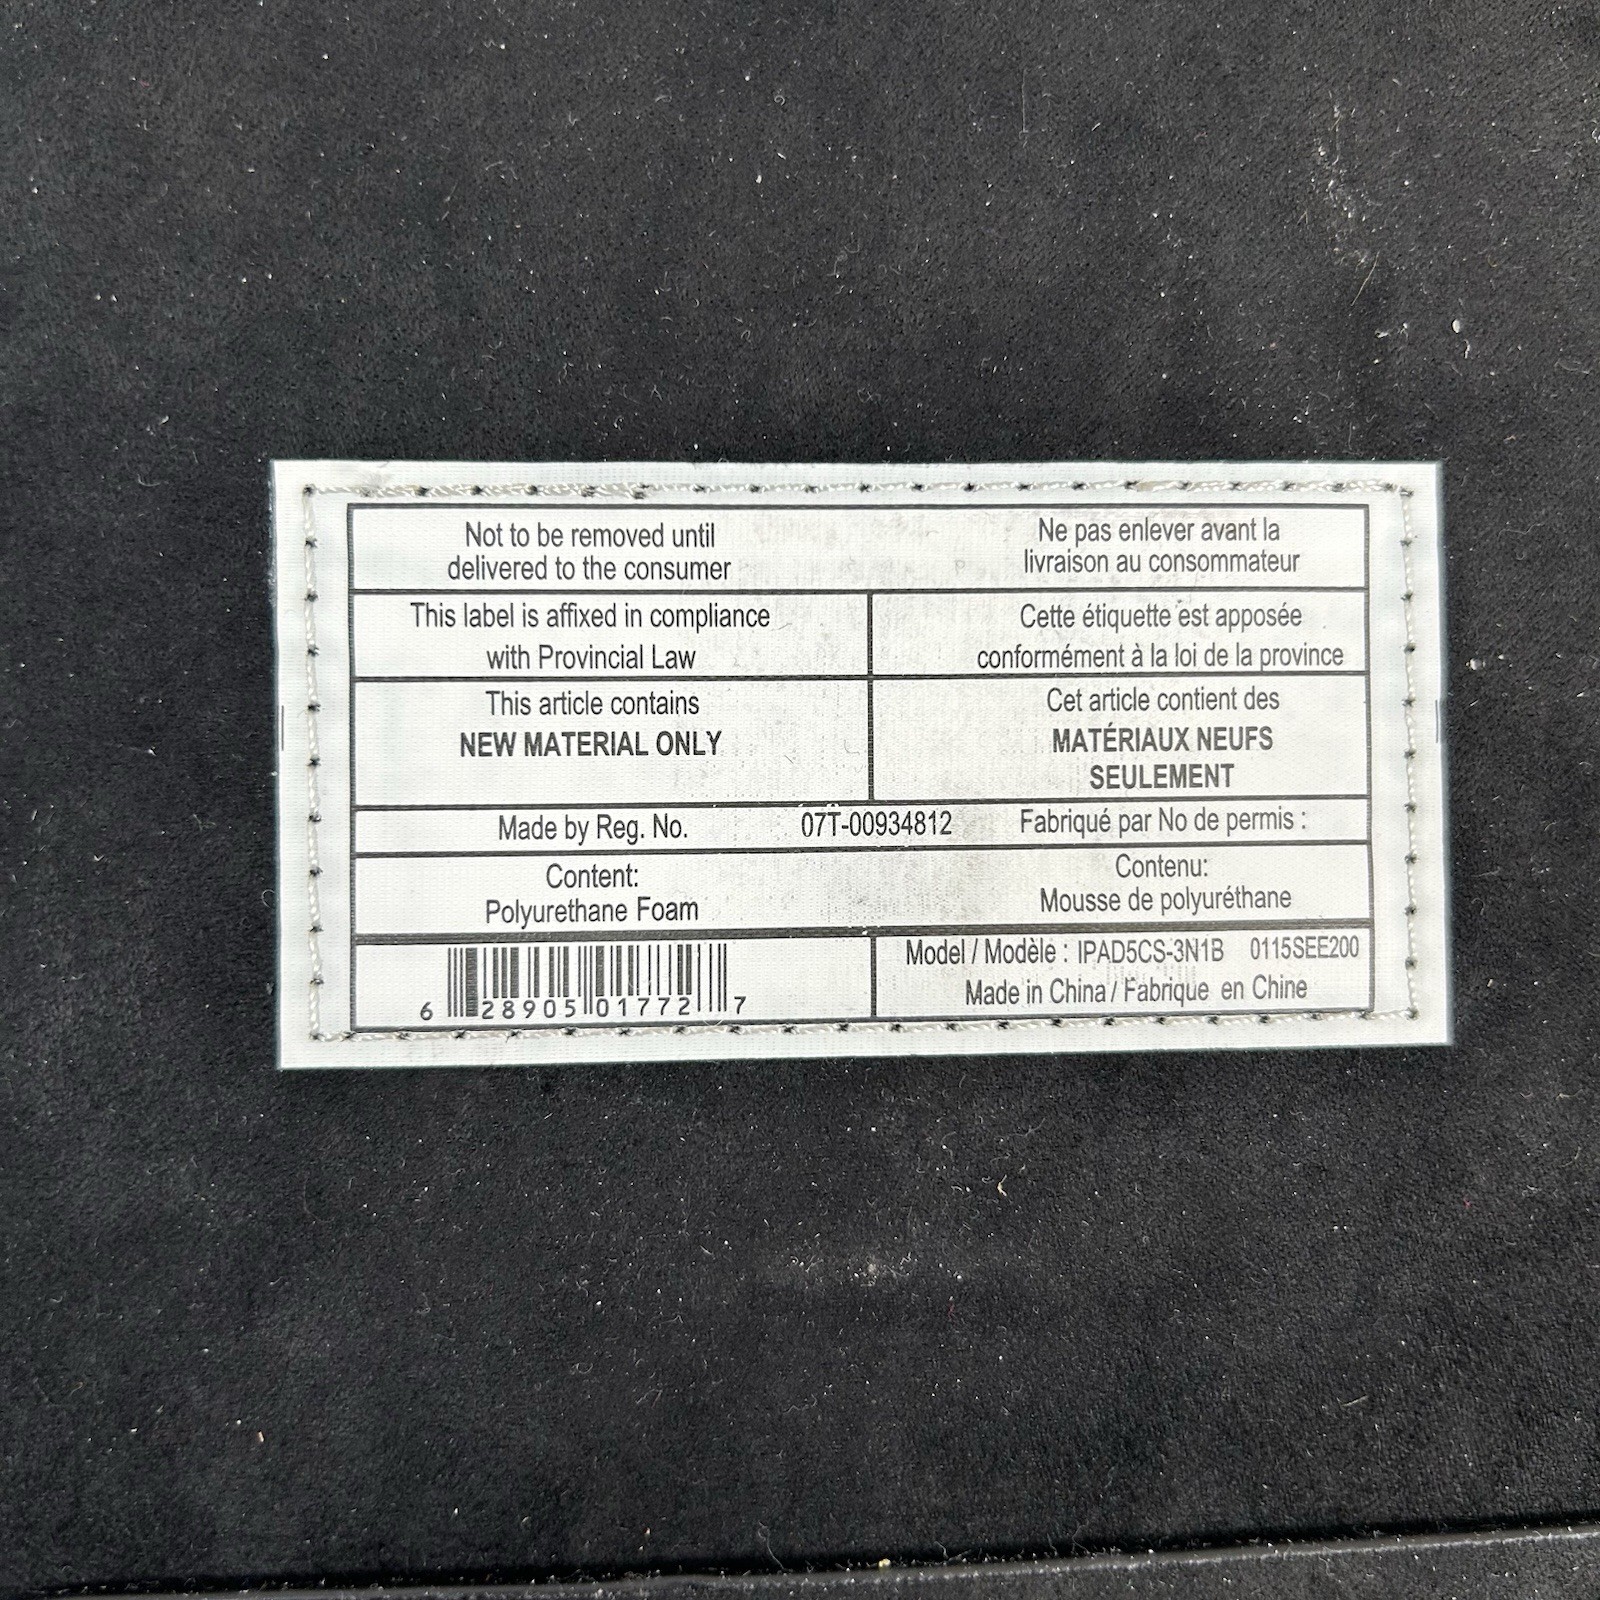 Not to be removed until
delivered to the consumer
Ne pas enlever avant la
livraison au consommateur
This label is affixed in compliance
with Provincial Law
Cette étiquette est apposée
conformément à la loi de la province
This article contains
NEW MATERIAL ONLY
Cet article contient des
MATÉRIAUX NEUFS
SEULEMENT
Made by Reg. No. 07T-00934812 Fabriqué par No de permis :
Content:
Polyurethane Foam
Contenu:
Mousse de polyuréthane
6 28905 01772 7
Model / Modèle : IPAD5CS-3N1B 0115SEE200
Made in China / Fabrique en Chine